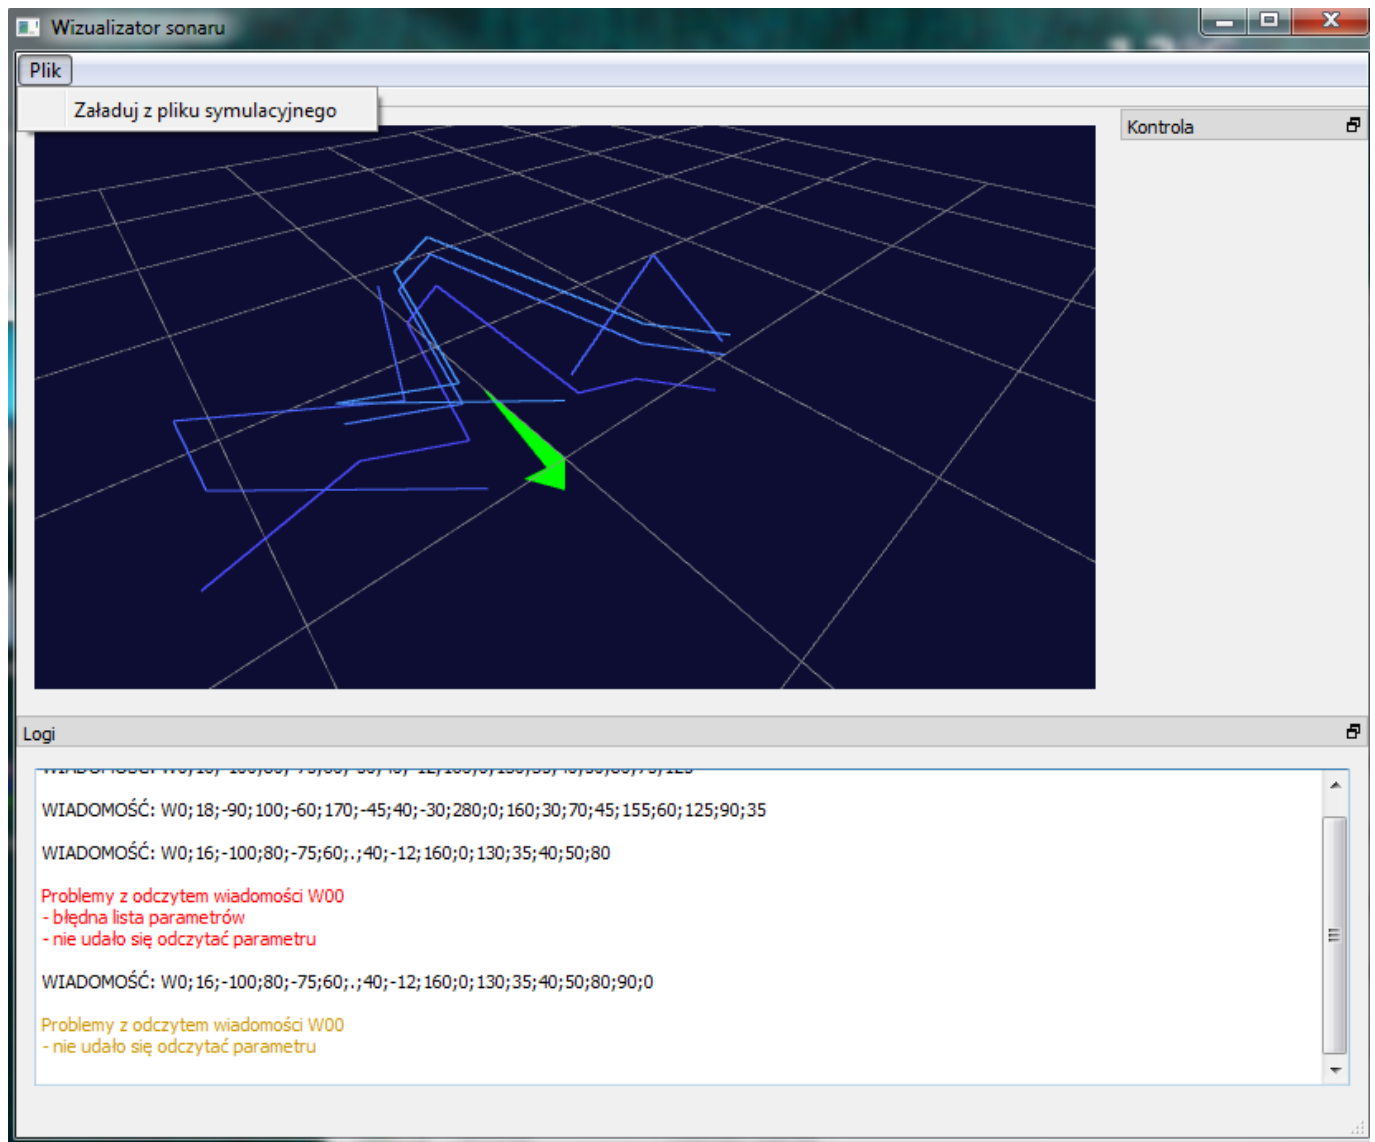 Wizualizator sonaru
Plik
Załaduj z pliku symulacyjnego
Kontrola
Logi
WIADOMOŚĆ: W0;18;-90;100;-60;170;-45;40;-30;280;0;160;30;70;45;155;60;125;90;35
WIADOMOŚĆ: W0;16;-100;80;-75;60;.;40;-12;160;0;130;35;40;50;80
Problemy z odczytem wiadomości W00
- błędna lista parametrów
- nie udało się odczytać parametru
WIADOMOŚĆ: W0;16;-100;80;-75;60;.;40;-12;160;0;130;35;40;50;80;90;0
Problemy z odczytem wiadomości W00
- nie udało się odczytać parametru